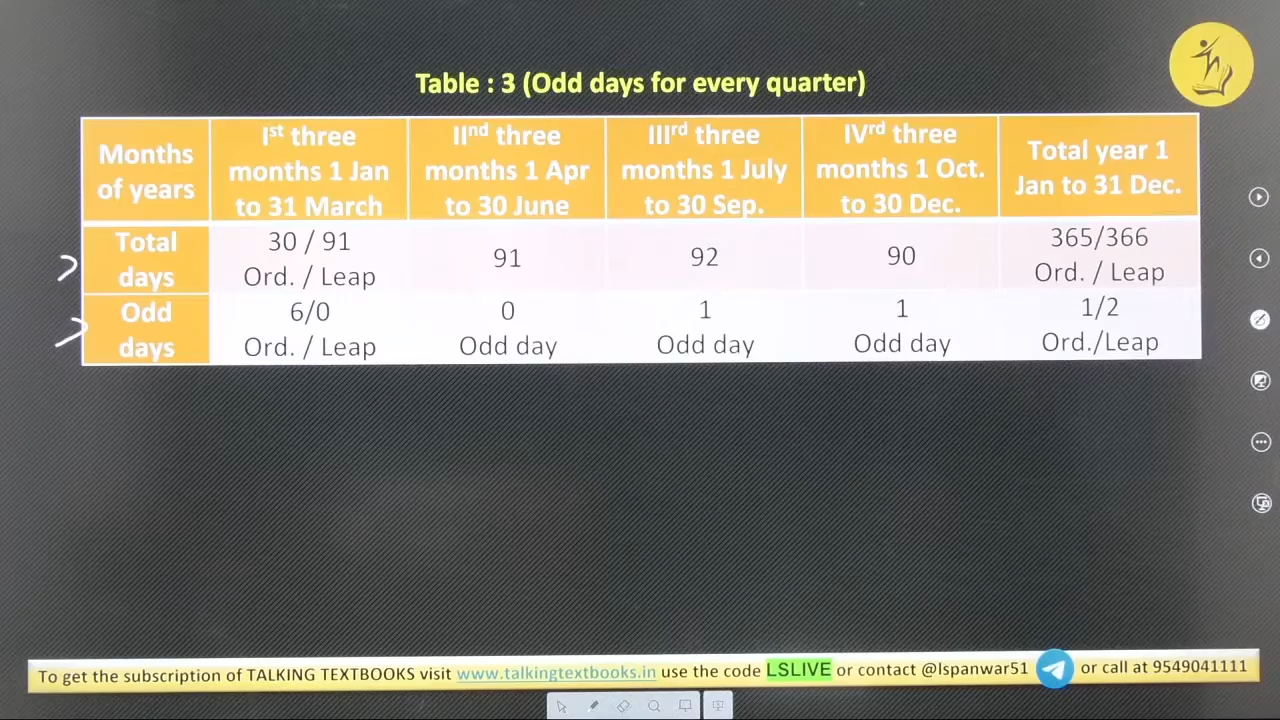 Table : 3 (Odd days for every quarter)
Months of years
Ist three months 1 Jan to 31 March
IInd three months 1 Apr to 30 June
IIIrd three months 1 July to 30 Sep.
IVrd three months 1 Oct. to 30 Dec.
Total year 1 Jan to 31 Dec.
Total days
30 / 91 Ord. / Leap
91
92
90
365/366 Ord. / Leap
Odd days
6/0 Ord. / Leap
0 Odd day
1 Odd day
1 Odd day
1/2 Ord./Leap
To get the subscription of TALKING TEXTBOOKS visit www.talkingtextbooks.in use the code LSLIVE or contact @lspanwar51 or call at 9549041111